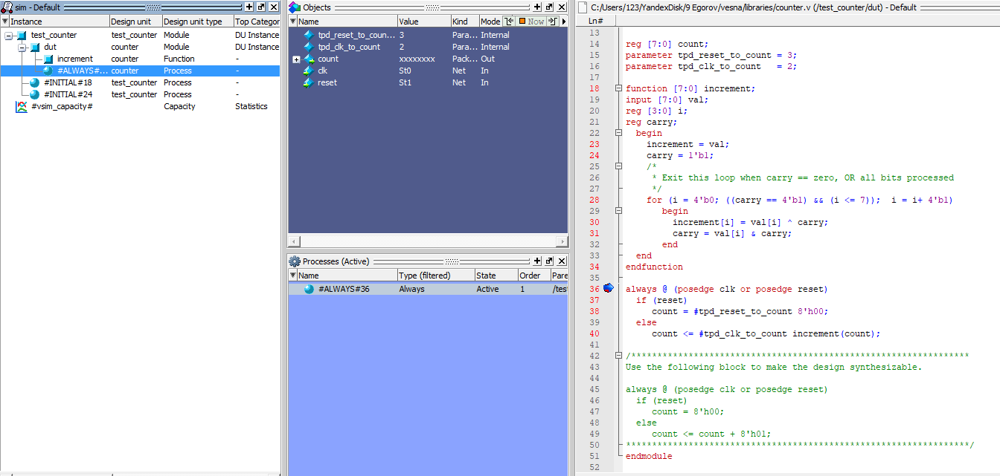 sim - Default
Instance Design unit Design unit type Top Categor
test_counter test_counter Module DU Instance
dut counter Module DU Instance
increment counter Function -
#ALWAYS#... counter Process -
#INITIAL#18 test_counter Process -
#INITIAL#24 test_counter Process -
#vsim_capacity# Capacity Statistics
Objects
Name Value Kind Mode Now
tpd_reset_to_coun... 3 Para... Internal
tpd_clk_to_count 2 Para... Internal
count xxxxxxxx Pack... Out
clk St0 Net In
reset St1 Net In
Processes (Active)
Name Type (filtered) State Order Pare
#ALWAYS#36 Always Active 1 /tes
C:/Users/123/YandexDisk/9 Egorov/vesna/libraries/counter.v (/test_counter/dut) - Default
Ln#
13
14 reg [7:0] count;
15 parameter tpd_reset_to_count = 3;
16 parameter tpd_clk_to_count   = 2;
17
18 function [7:0] increment;
19 input [7:0] val;
20 reg [3:0] i;
21 reg carry;
22   begin
23     increment = val;
24     carry = 1'b1;
25     /*
26      * Exit this loop when carry == zero, OR all bits processed
27      */
28     for (i = 4'b0; ((carry == 4'b1) && (i <= 7));  i = i+ 4'b1)
29        begin
30          increment[i] = val[i] ^ carry;
31          carry = val[i] & carry;
32        end
33   end
34 endfunction
35
36 always @ (posedge clk or posedge reset)
37   if (reset)
38      count = #tpd_reset_to_count 8'h00;
39   else
40      count <= #tpd_clk_to_count increment(count);
41
42 /*****************************************************************
43 Use the following block to make the design synthesizable.
44
45 always @ (posedge clk or posedge reset)
46   if (reset)
47      count = 8'h00;
48   else
49      count <= count + 8'h01;
50 ******************************************************************/
51 endmodule
52